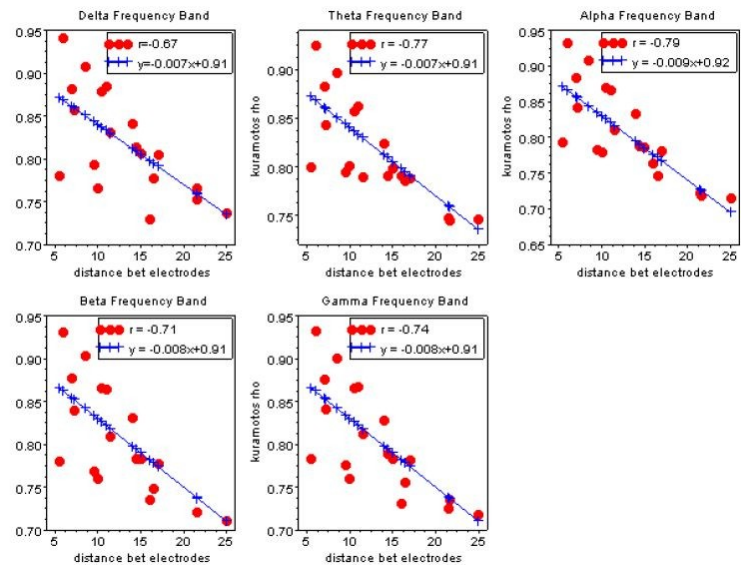 Delta Frequency Band
r=-0.67
y=-0.007x+0.91
0.95
0.90
0.85
0.80
0.75
0.70
5 10 15 20 25
distance bet electrodes
Theta Frequency Band
r = -0.77
y = -0.007x+0.91
kuramotos rho
0.90
0.85
0.80
0.75
5 10 15 20 25
distance bet electrodes
Alpha Frequency Band
r = -0.79
y = -0.009x+0.92
0.95
0.90
0.85
0.80
0.75
0.70
0.65
5 10 15 20 25
distance bet electrodes
Beta Frequency Band
r = -0.71
y = -0.008x+0.91
0.95
0.90
0.85
0.80
0.75
0.70
5 10 15 20 25
distance bet electrodes
Gamma Frequency Band
r = -0.74
y = -0.008x+0.91
kuramotos rho
0.95
0.90
0.85
0.80
0.75
0.70
5 10 15 20 25
distance bet electrodes